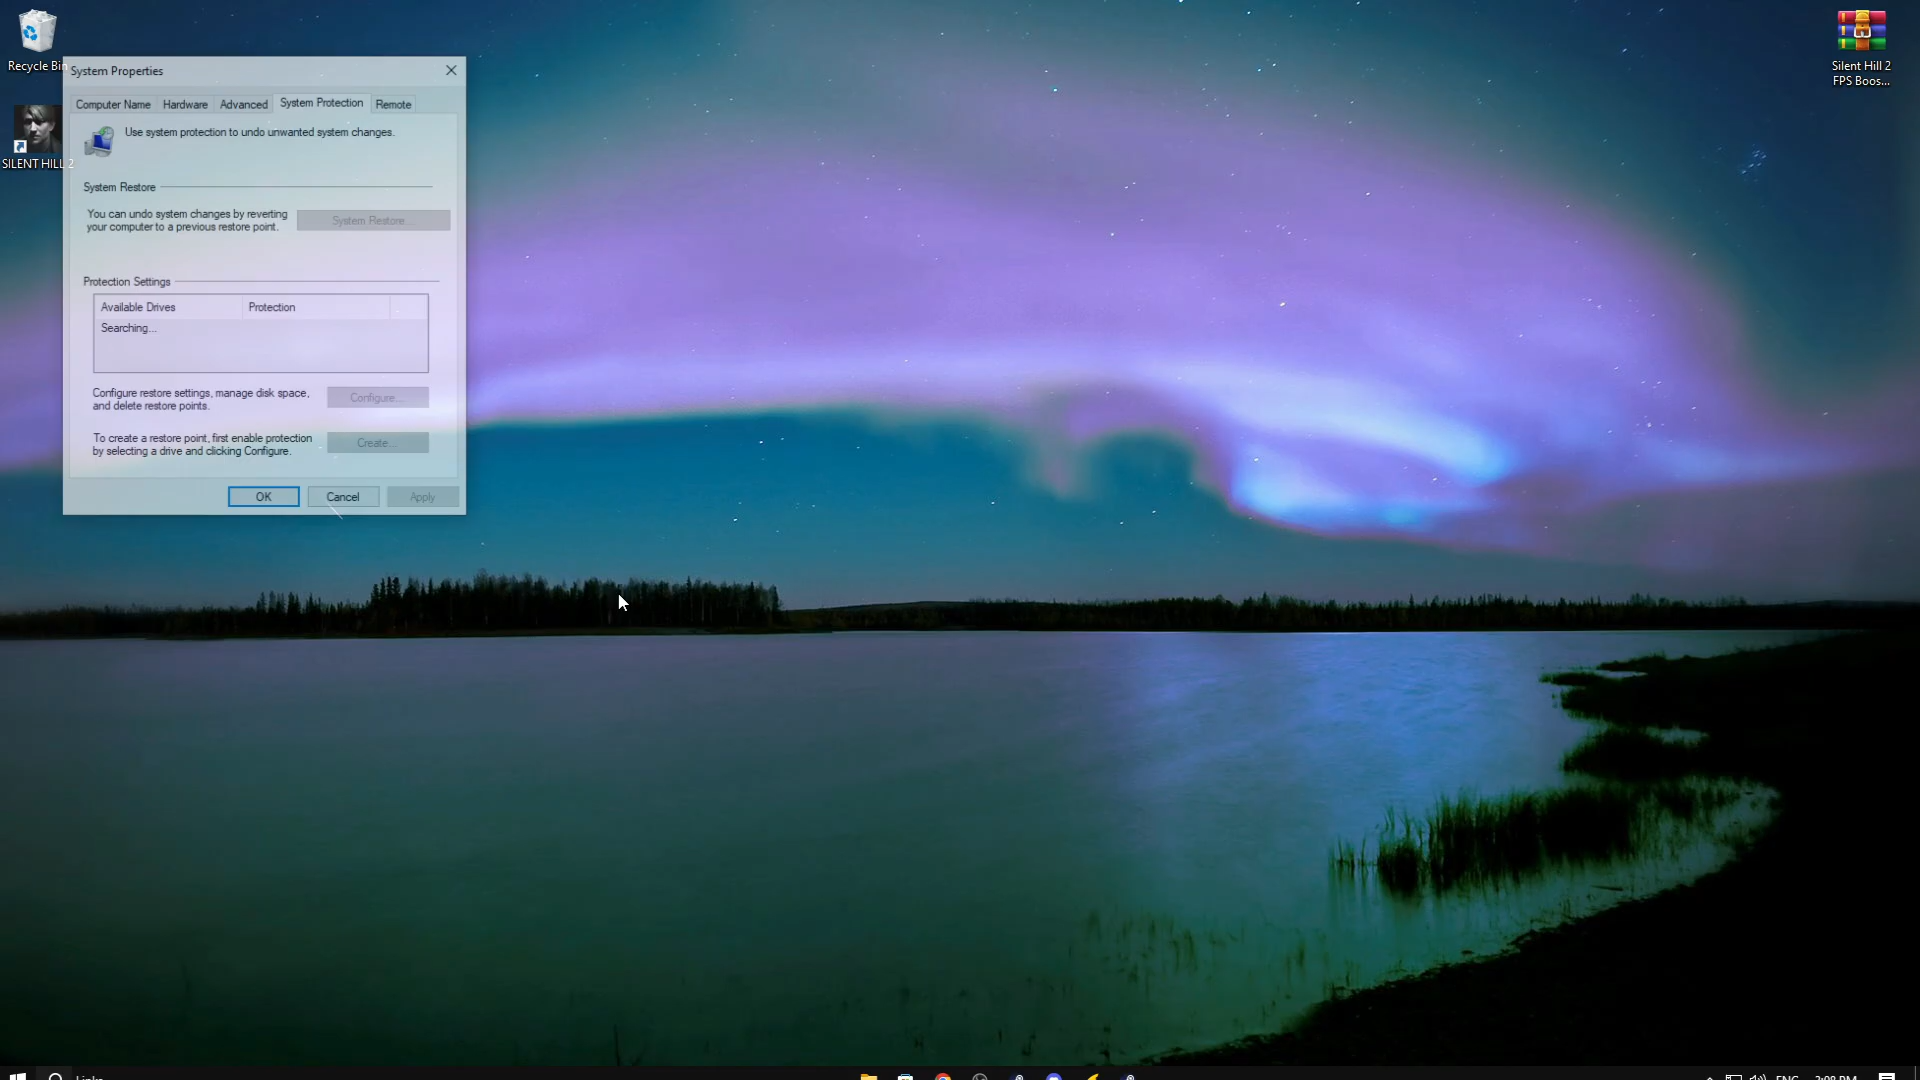 Recycle Bin
SILENT HILL 2
System Properties
Computer Name
Hardware
Advanced
System Protection
Remote
Use system protection to undo unwanted system changes.
System Restore
You can undo system changes by reverting
your computer to a previous restore point.
System Restore...
Protection Settings
Available Drives
Protection
Searching...
Configure restore settings, manage disk space,
and delete restore points.
Configure...
To create a restore point, first enable protection
by selecting a drive and clicking Configure.
Create...
OK
Cancel
Apply
Silent Hill 2
FPS Boos...
Links
ENG
2:08 PM